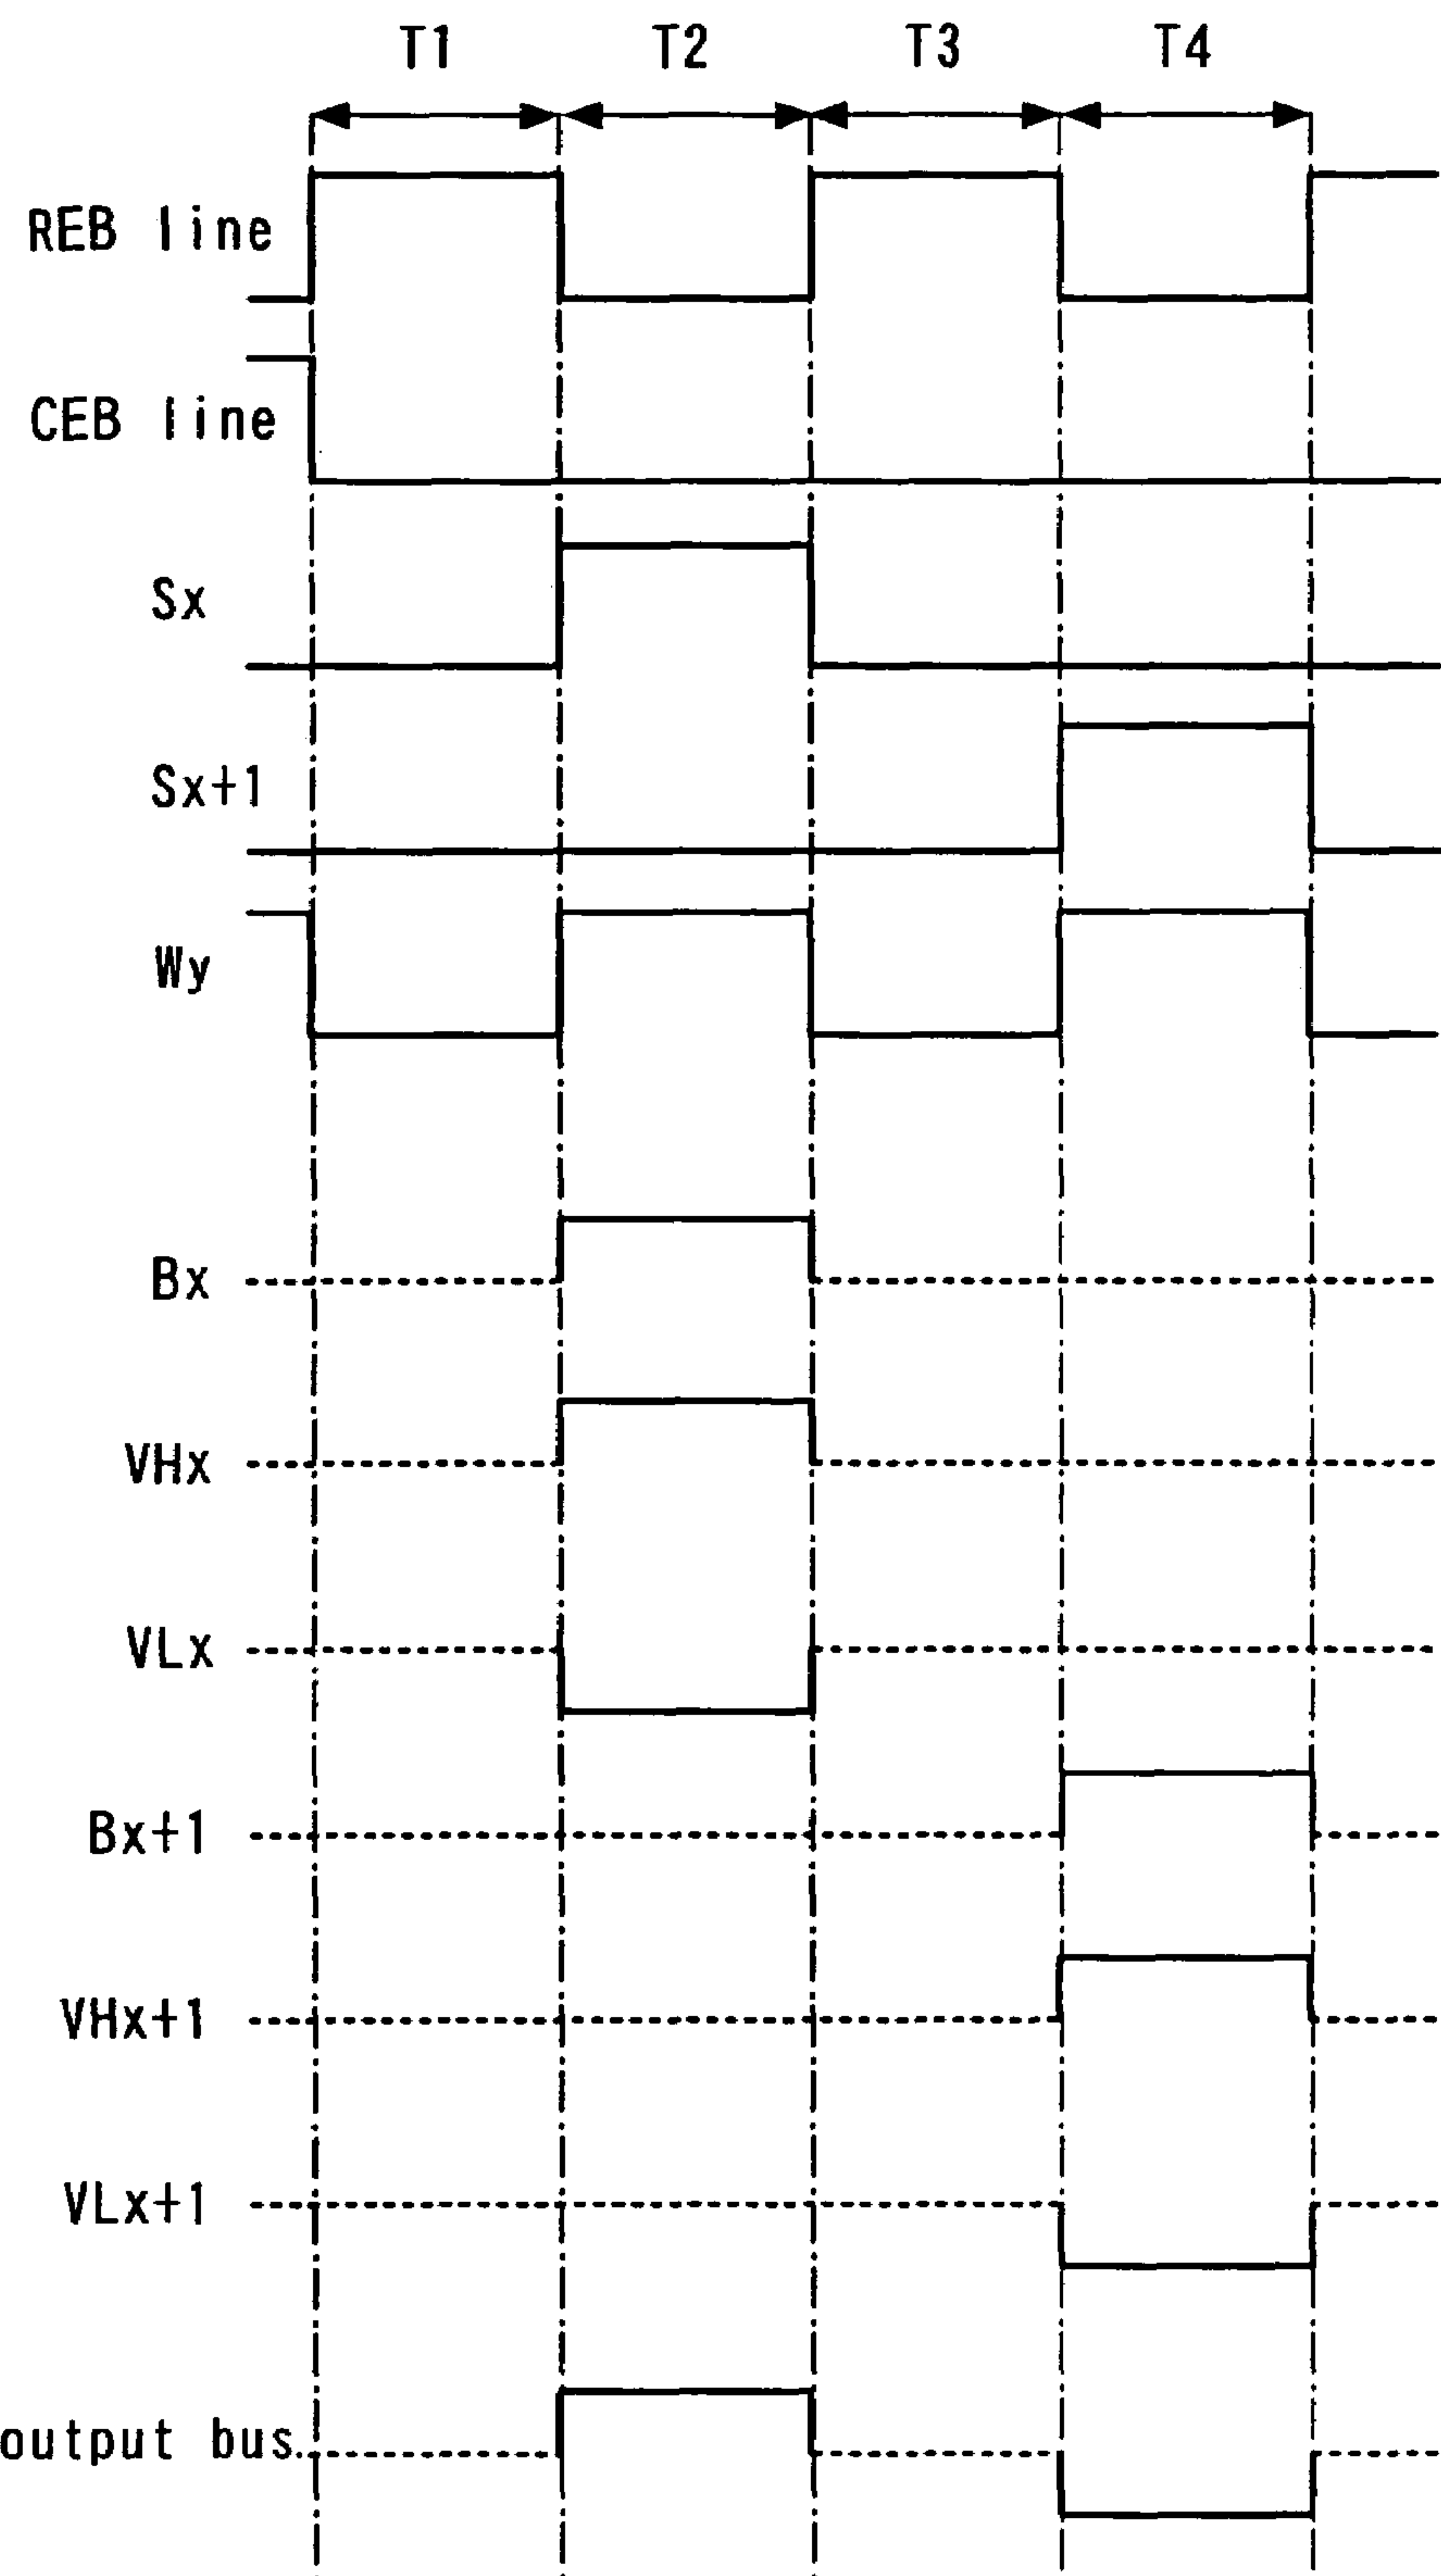 T1 T2 T3 T4
REB line
CEB line
Sx
Sx+1
Wy
Bx
VHx
VLx
Bx+1
VHx+1
VLx+1
output bus